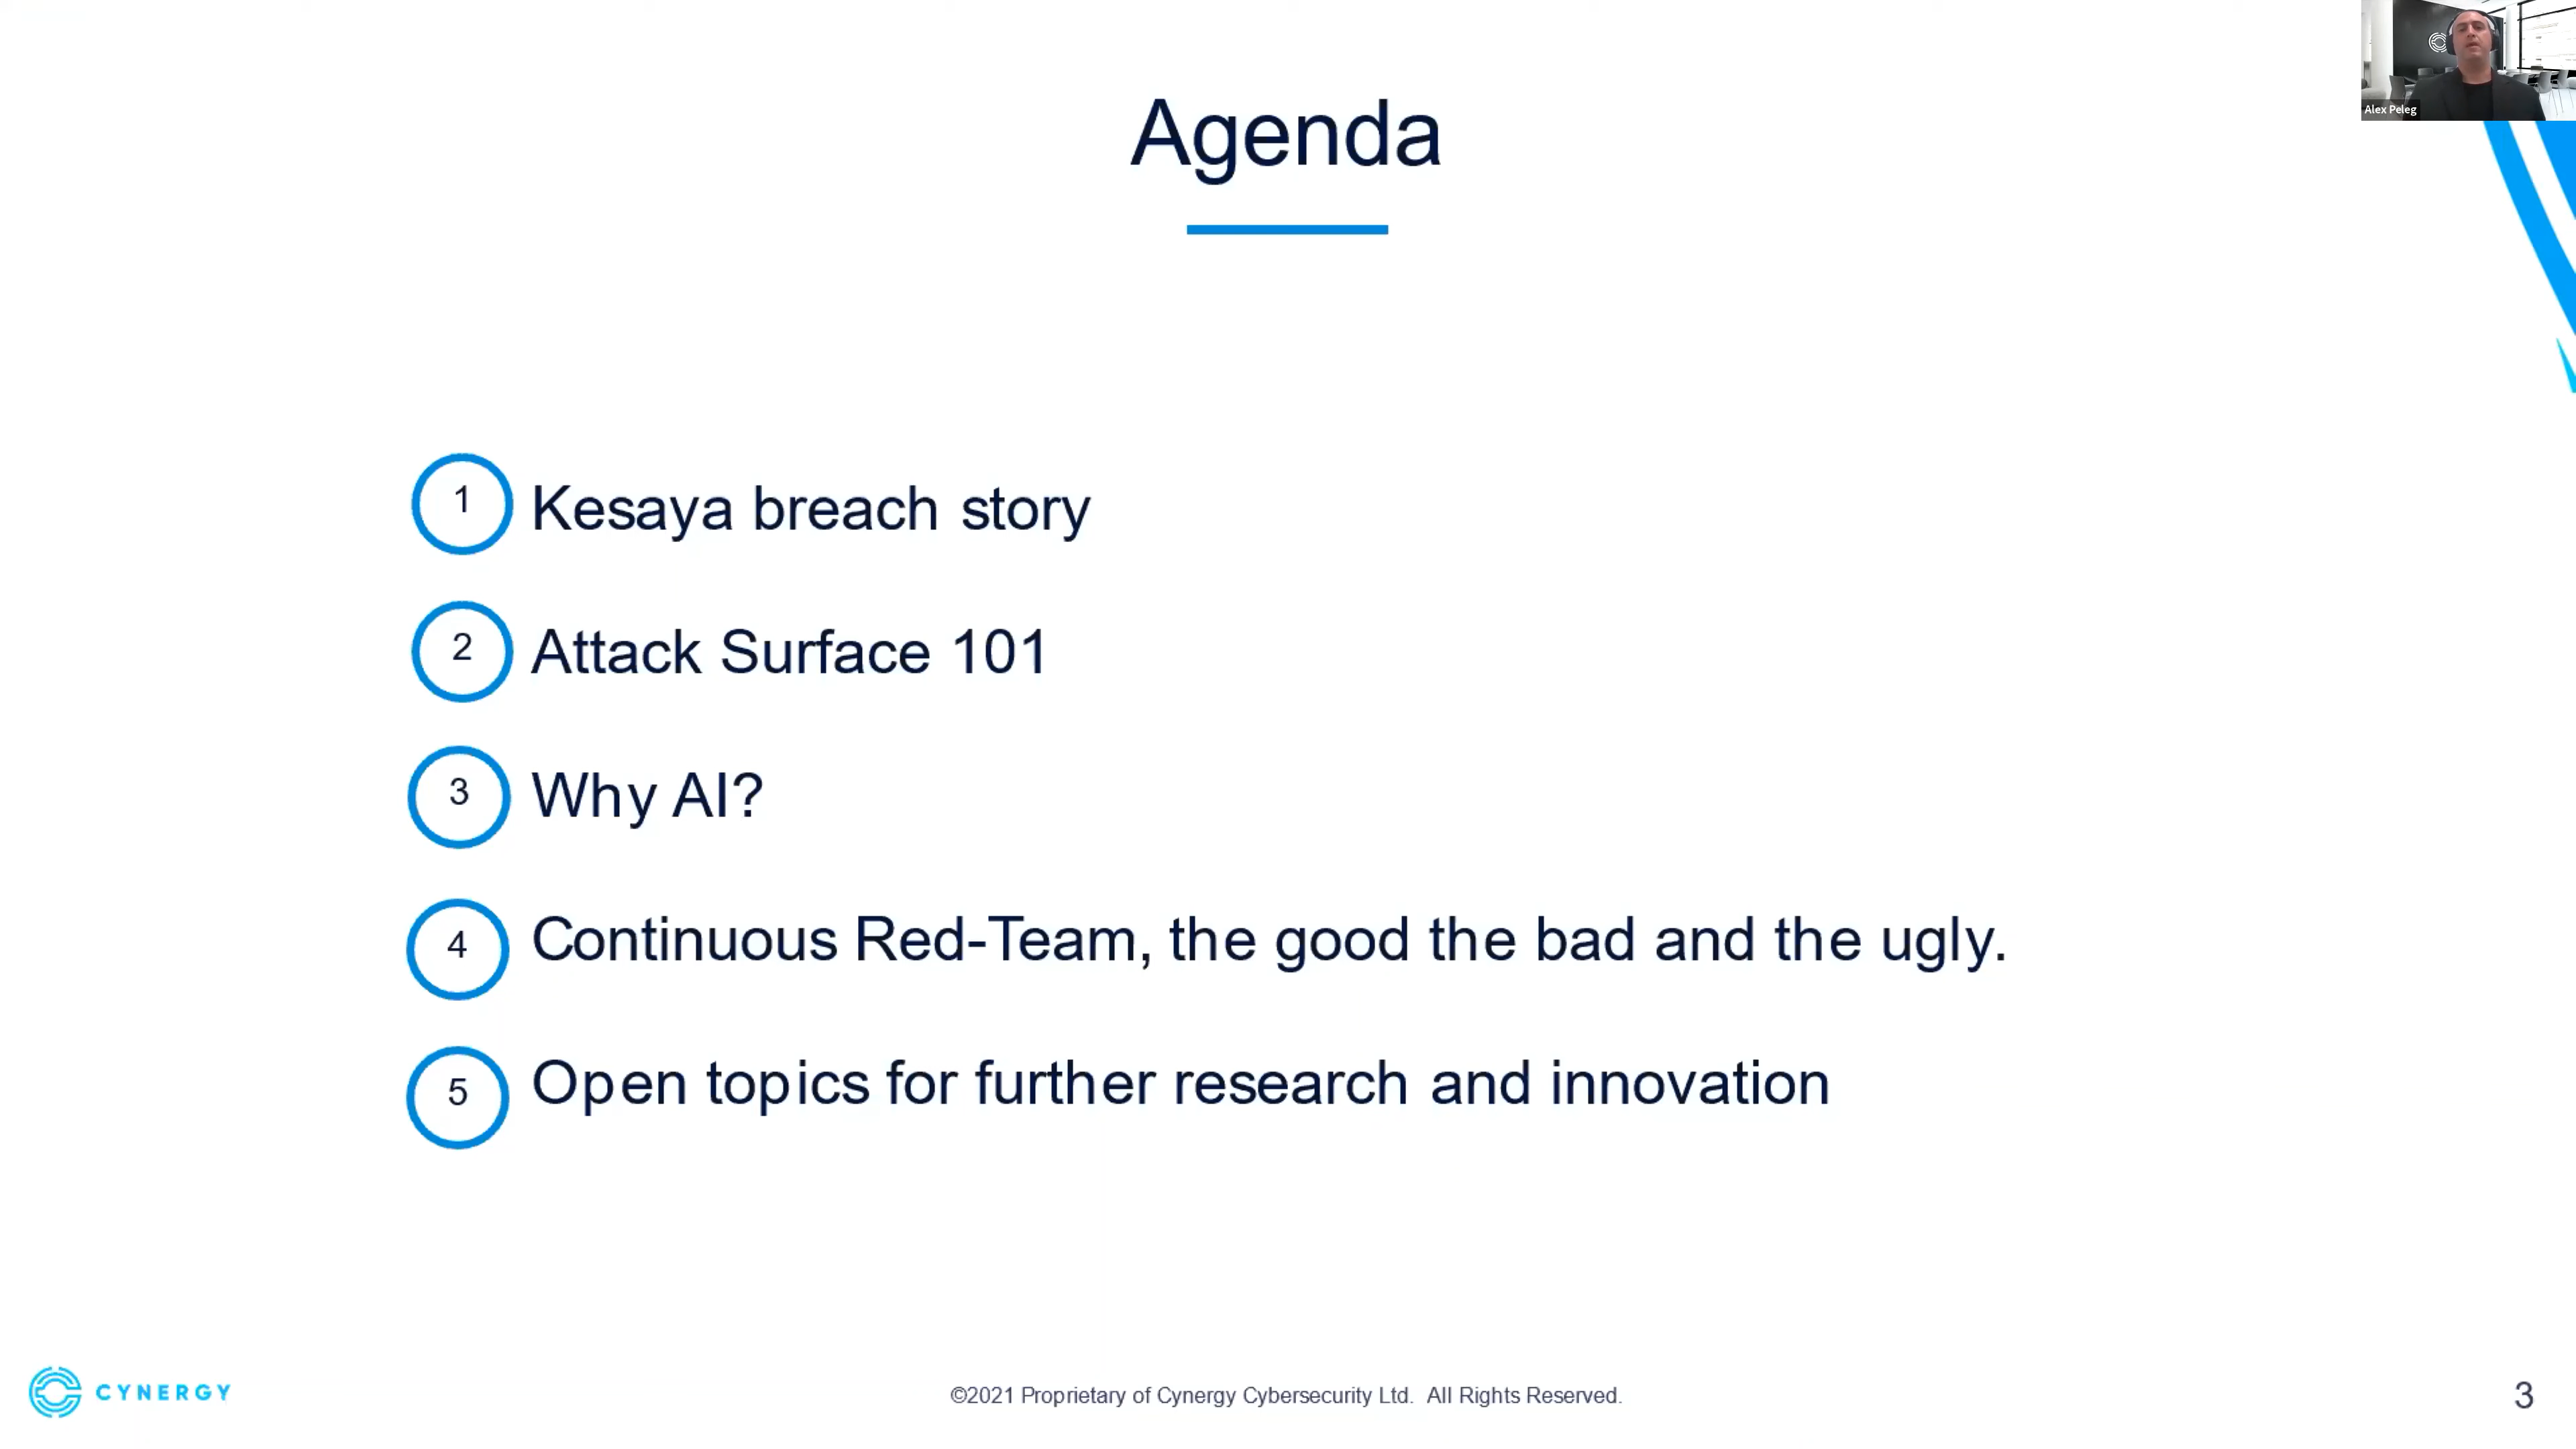 Agenda
Alex Peleg
1 Kesaya breach story
2 Attack Surface 101
3 Why AI?
4 Continuous Red-Team, the good the bad and the ugly.
5 Open topics for further research and innovation
CYNERGY
©2021 Proprietary of Cynergy Cybersecurity Ltd. All Rights Reserved.
3